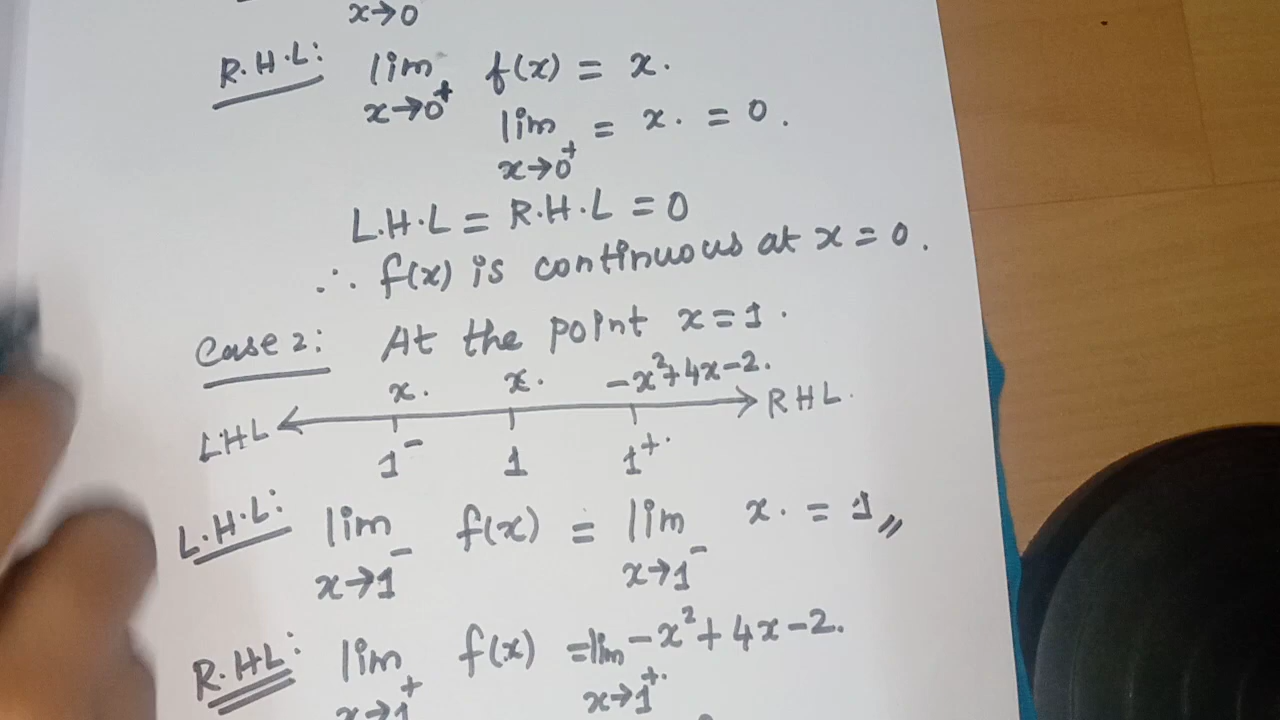 x→0
R.H.L: lim f(x) = x.
x→0⁺
lim = x. = 0.
x→0⁺
L.H.L = R.H.L = 0
∴ f(x) is continuous at x = 0.
Case 2: At the point x = 1.
x. x. -x²+4x-2.
LHL RHL.
1⁻ 1 1⁺.
L.H.L: lim f(x) = lim x. = 1,,
x→1⁻ x→1⁻
R.HL: lim f(x) = lim -x²+4x-2.
x→1⁺ x→1⁺.